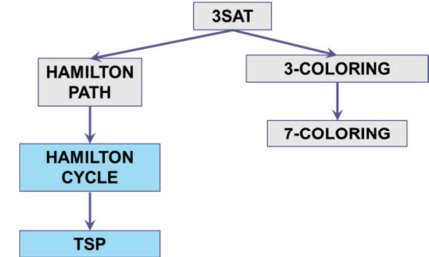 3SAT
HAMILTON
PATH
3-COLORING
7-COLORING
HAMILTON
CYCLE
TSP